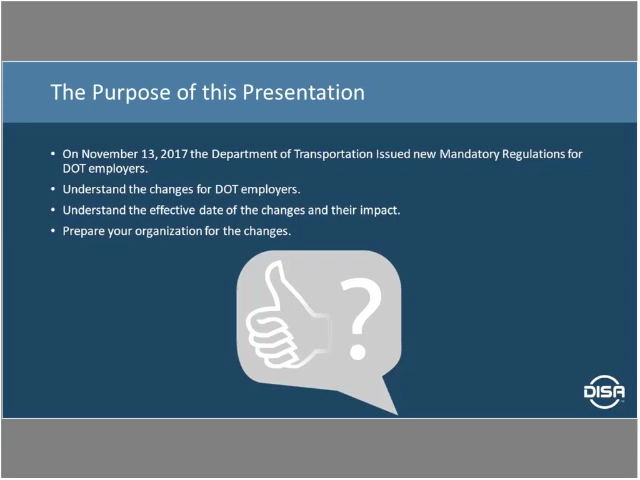 The Purpose of this Presentation
• On November 13, 2017 the Department of Transportation Issued new Mandatory Regulations for
DOT employers.
• Understand the changes for DOT employers.
• Understand the effective date of the changes and their impact.
• Prepare your organization for the changes.
?
DISA